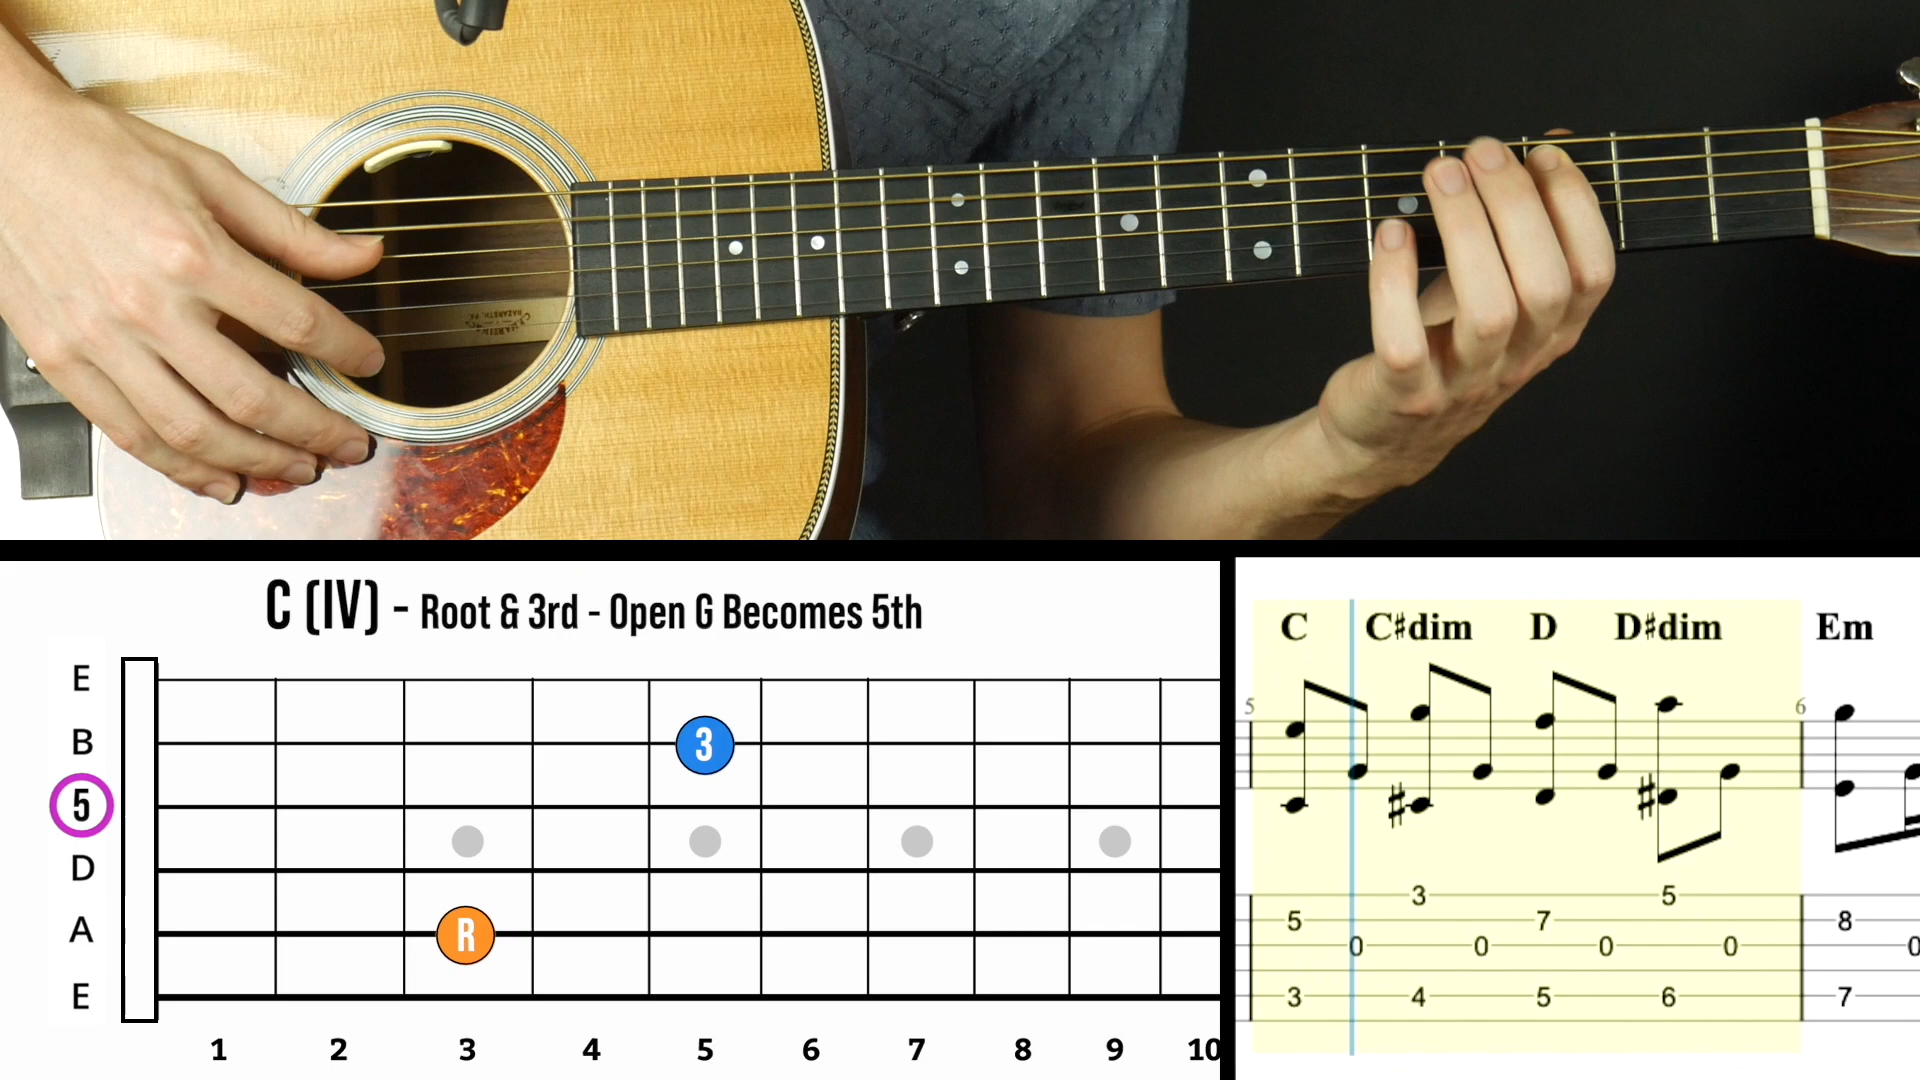 C (IV) - Root & 3rd - Open G Becomes 5th
E
B
3
5
D
A
R
E
1 2 3 4 5 6 7 8 9 10
C C♯dim D D♯dim Em
5 6
3 5
5 7 8
0 0 0 0 0
3 4 5 6 7